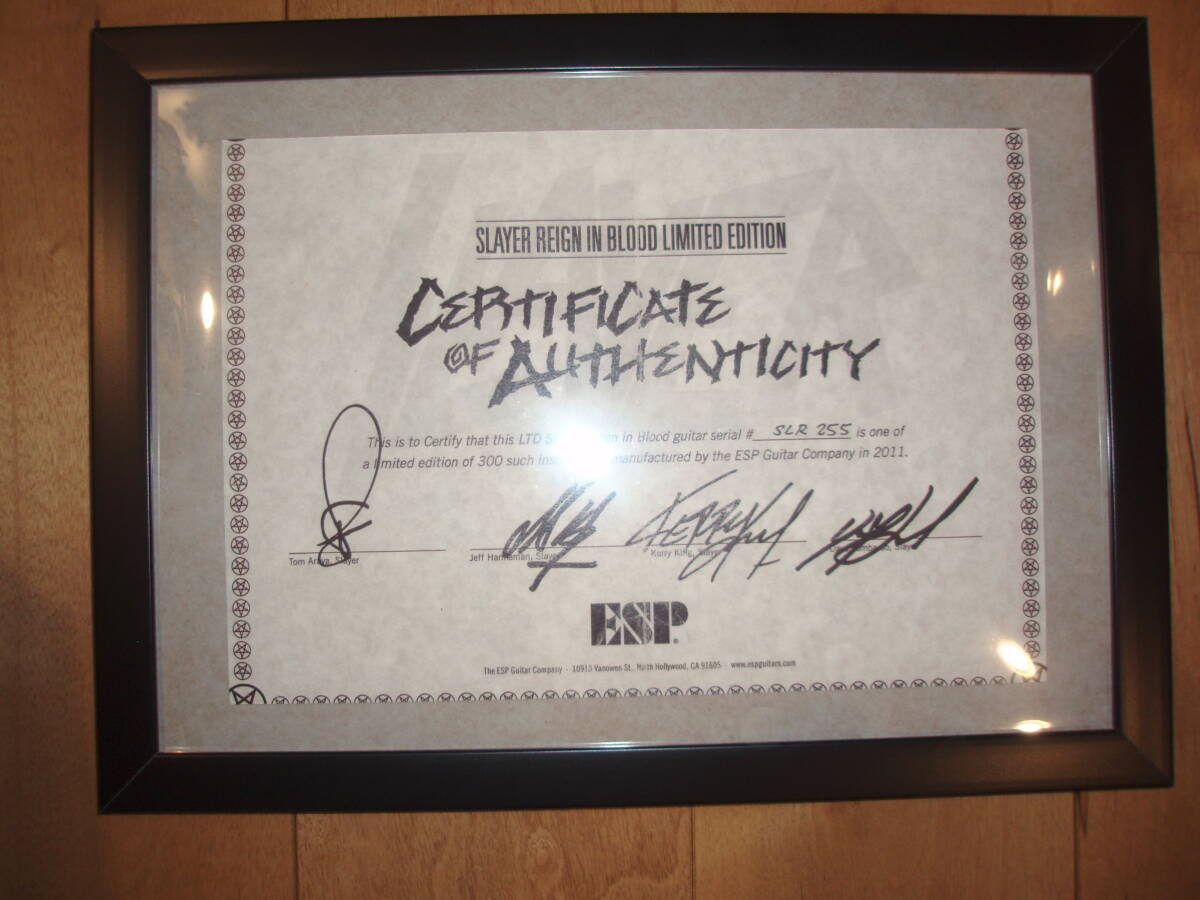 SLAYER REIGN IN BLOOD LIMITED EDITION
CERTIFICATE
OF AUTHENTICITY
This is to Certify that this LTD in Blood guitar serial # SLR 255 is one of
a limited edition of 300 such manufactured by the ESP Guitar Company in 2011.
Tom Araya, Slayer
Jeff Hanneman, Slayer
Kerry King, Slayer
ESP
The ESP Guitar Company · 10913 Vanowen St., North Hollywood, CA 91605 · www.espguitars.com